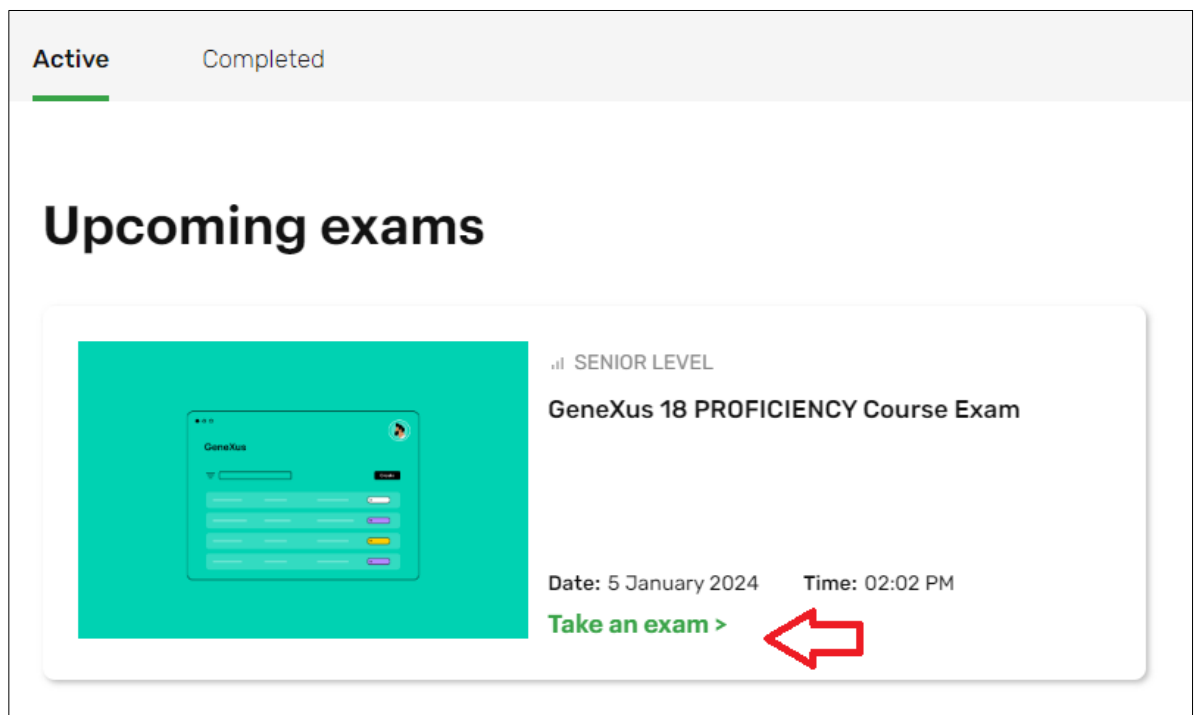 Active Completed
Upcoming exams
SENIOR LEVEL
GeneXus 18 PROFICIENCY Course Exam
GeneXus
Date: 5 January 2024 Time: 02:02 PM
Take an exam >